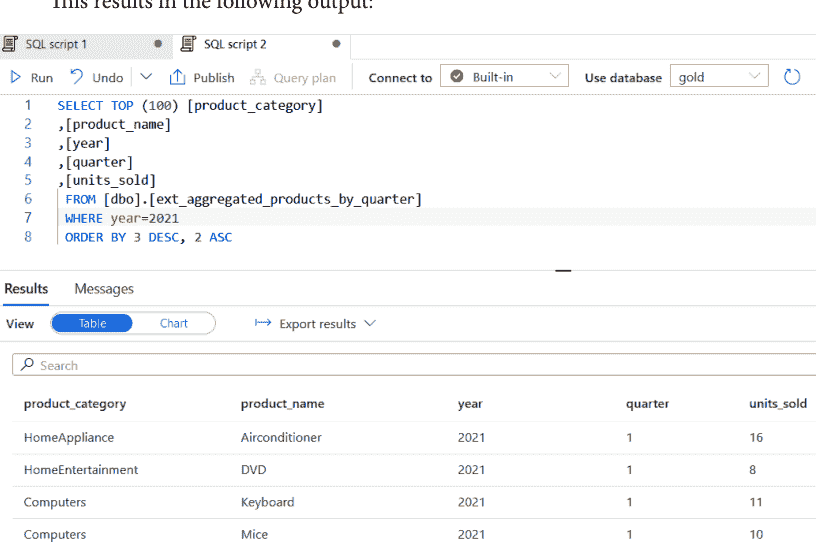 This results in the following output:
SQL script 1 SQL script 2
Run Undo Publish Query plan Connect to Built-in Use database gold
1 SELECT TOP (100) [product_category]
2 ,[product_name]
3 ,[year]
4 ,[quarter]
5 ,[units_sold]
6 FROM [dbo].[ext_aggregated_products_by_quarter]
7 WHERE year=2021
8 ORDER BY 3 DESC, 2 ASC
Results Messages
View Table Chart Export results
Search
product_category product_name year quarter units_sold
HomeAppliance Airconditioner 2021 1 16
HomeEntertainment DVD 2021 1 8
Computers Keyboard 2021 1 11
Computers Mice 2021 1 10